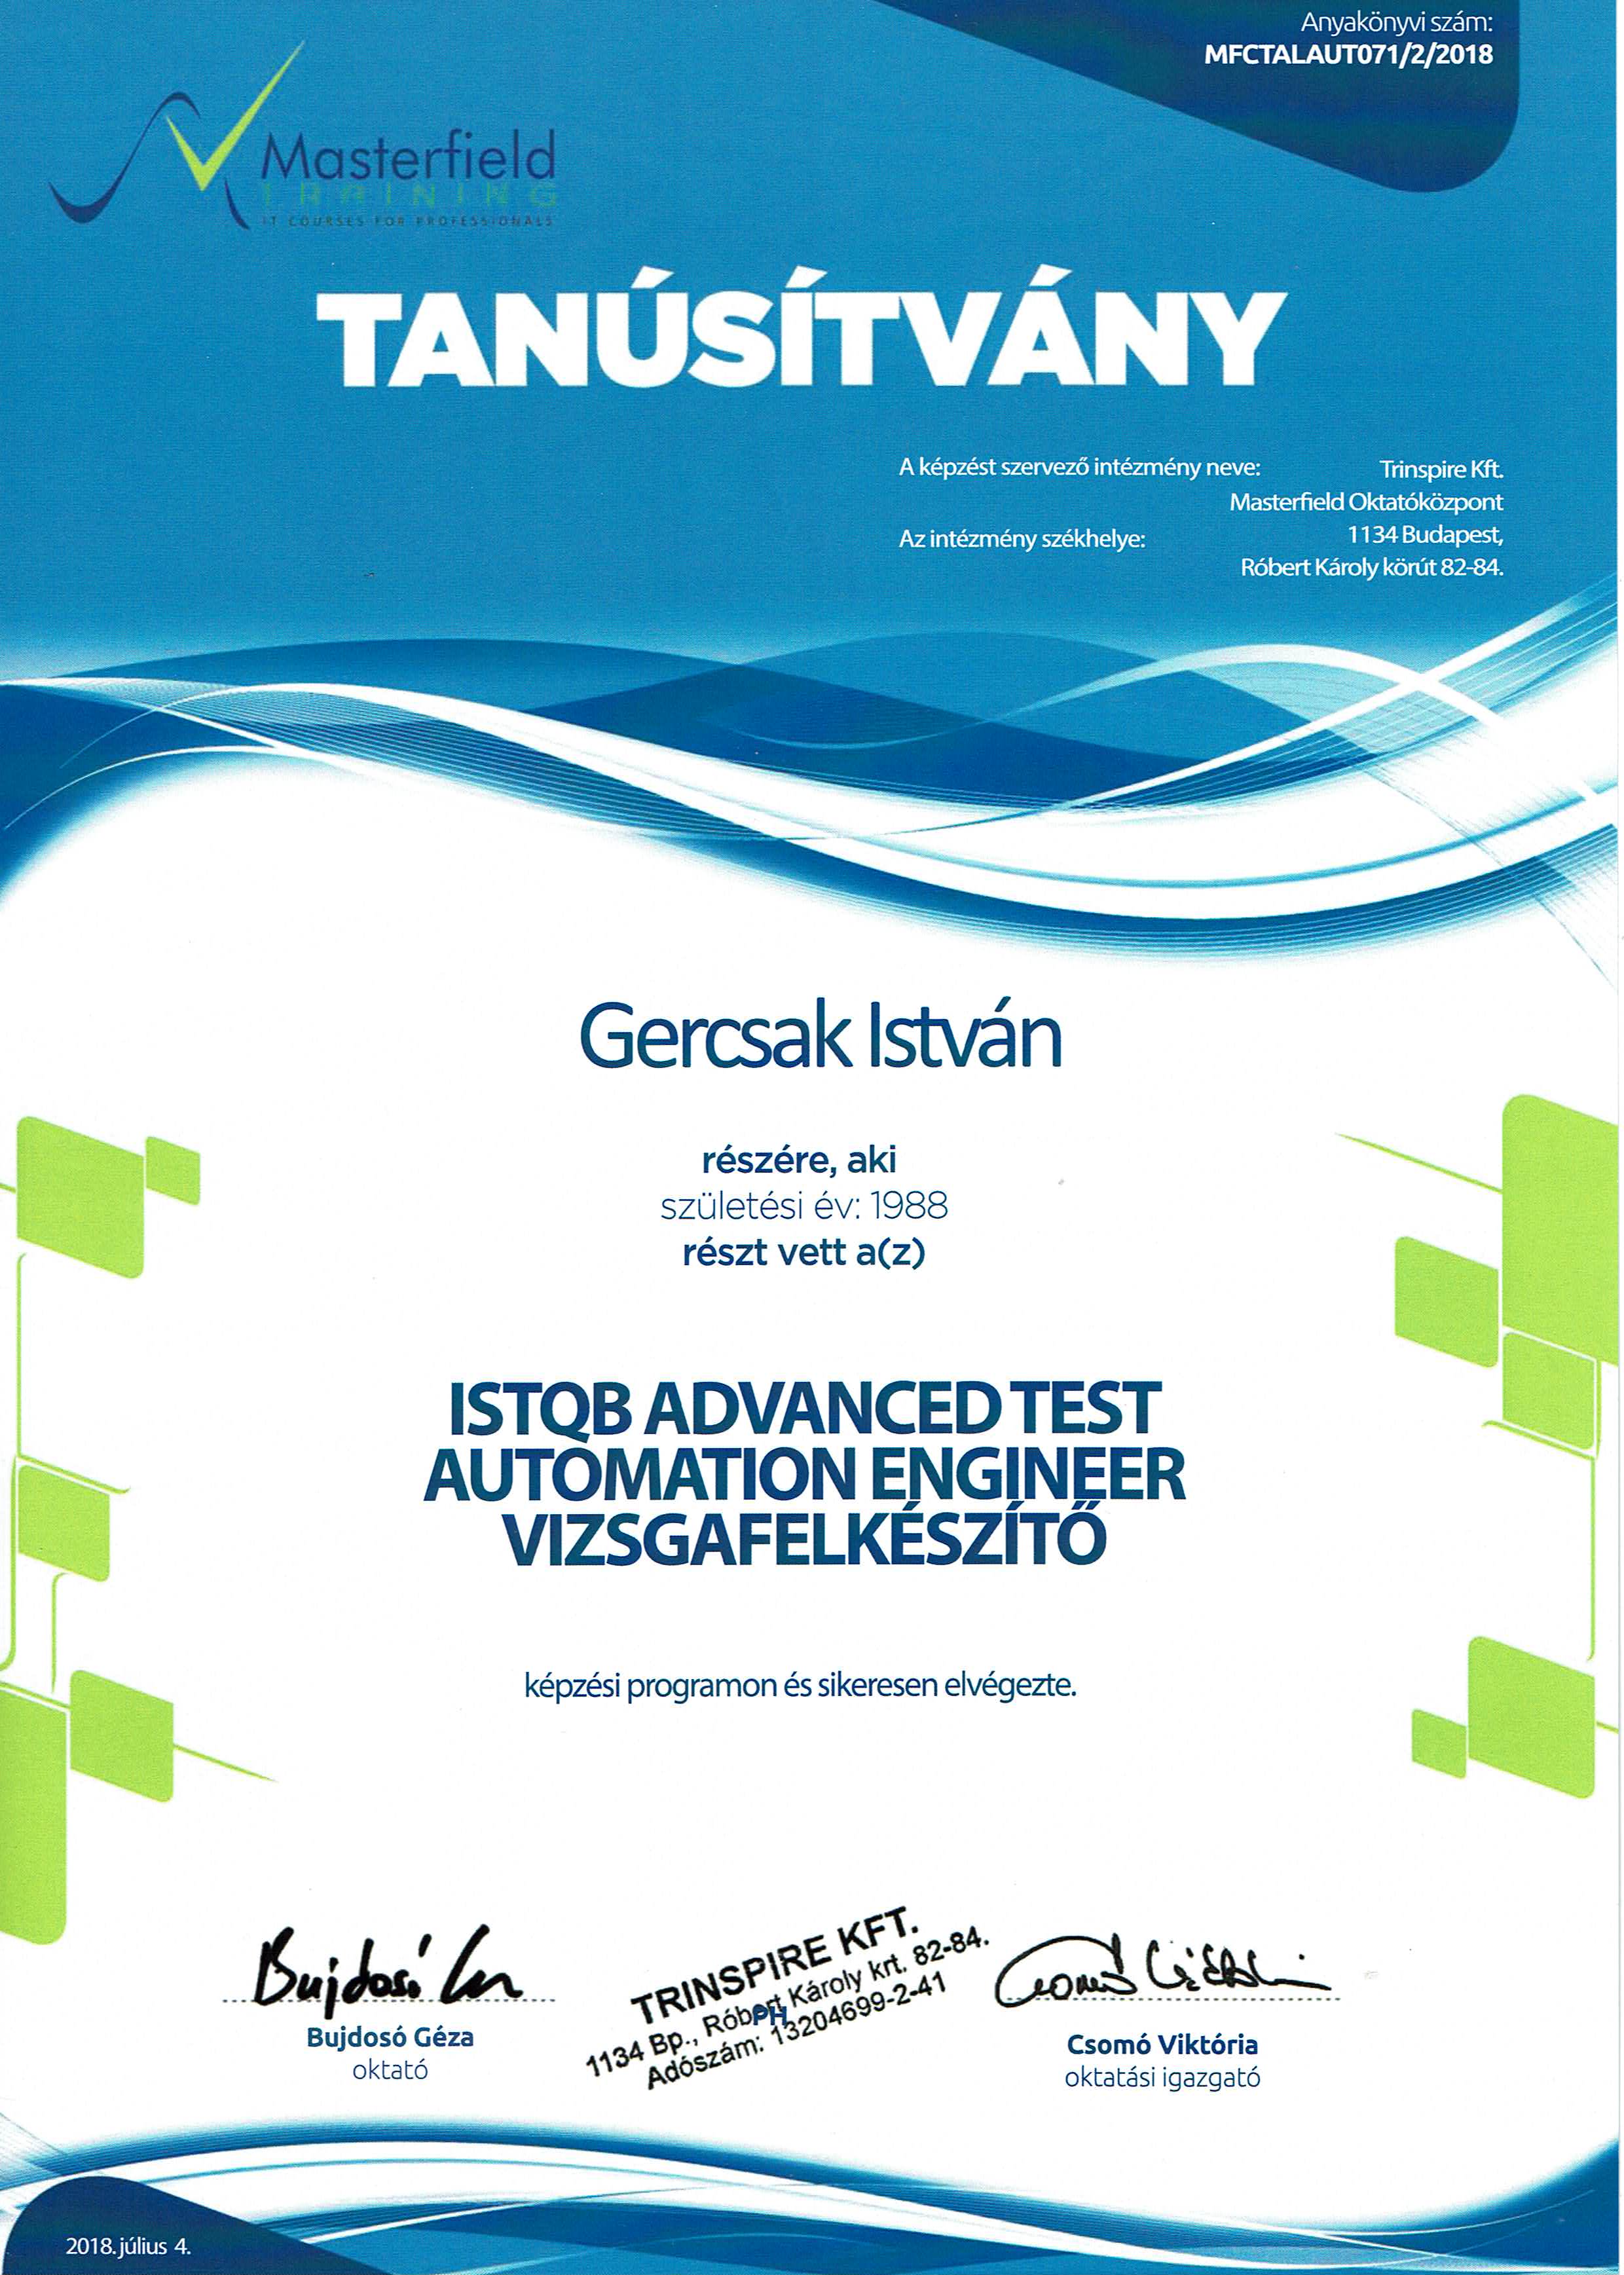 Anyakönyvi szám:
MFCTALAUT071/2/2018
Masterfield
TRAINING
IT COURSES FOR PROFESSIONALS
TANÚSÍTVÁNY
A képzést szervező intézmény neve: Trinspire Kft.
Masterfield Oktatóközpont
Az intézmény székhelye: 1134 Budapest,
Róbert Károly körút 82-84.
Gercsak István
részére, aki
születési év: 1988
részt vett a(z)
ISTQB ADVANCED TEST
AUTOMATION ENGINEER
VIZSGAFELKÉSZÍTŐ
képzési programon és sikeresen elvégezte.
Bujdosó
Bujdosó Géza
oktató
TRINSPIRE KFT.
1134 Bp., Róbert Károly krt. 82-84.
Adószám: 13204699-2-41
PH
Csomó Viktória
oktatási igazgató
2018. július 4.